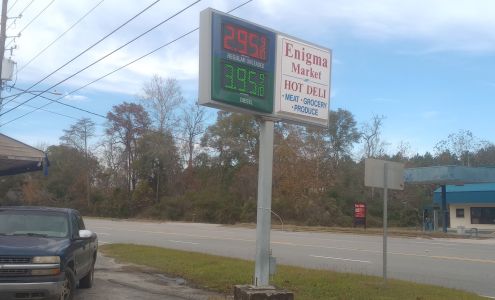 2.95 9/10
REGULAR UNLEADED
3.95 9/10
DIESEL
Enigma
Market
HOT DELI
MEAT • GROCERY
PRODUCE